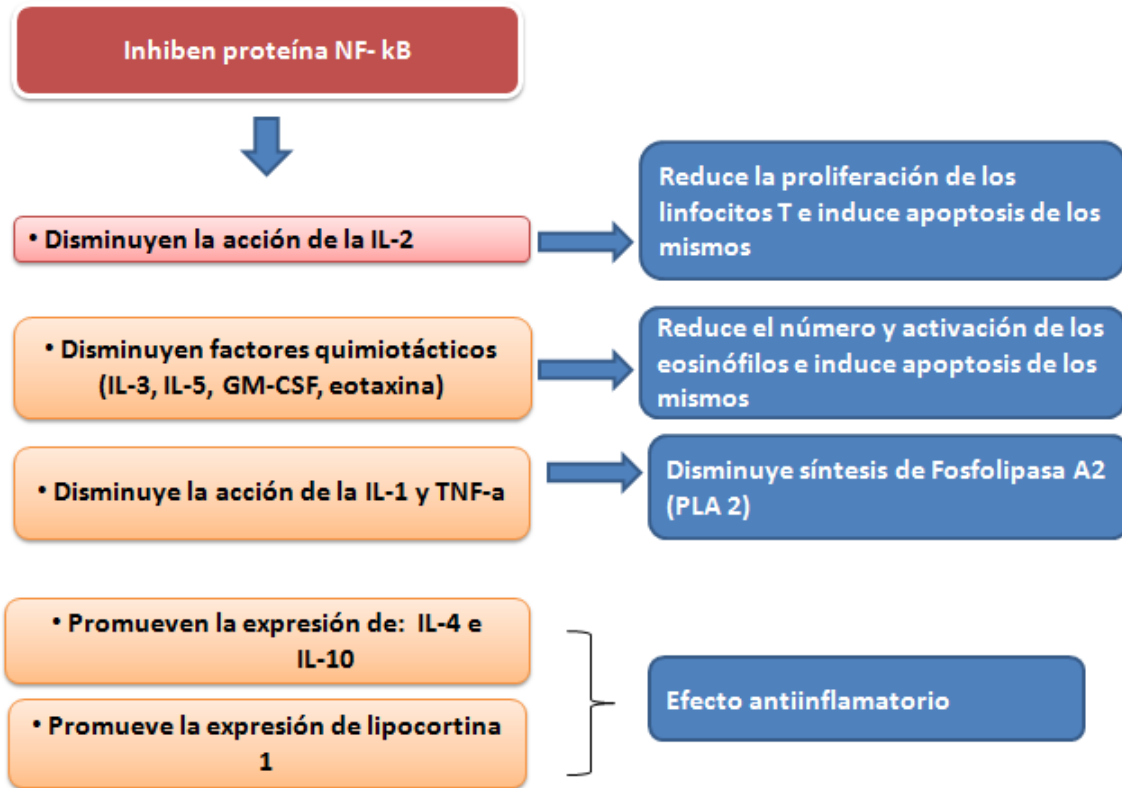 Inhiben proteína NF- kB
• Disminuyen la acción de la IL-2
Reduce la proliferación de los
linfocitos T e induce apoptosis de los
mismos
• Disminuyen factores quimiotácticos
(IL-3, IL-5, GM-CSF, eotaxina)
Reduce el número y activación de los
eosinófilos e induce apoptosis de los
mismos
• Disminuye la acción de la IL-1 y TNF-a
Disminuye síntesis de Fosfolipasa A2
(PLA 2)
• Promueven la expresión de: IL-4 e
IL-10
• Promueve la expresión de lipocortina
1
Efecto antiinflamatorio